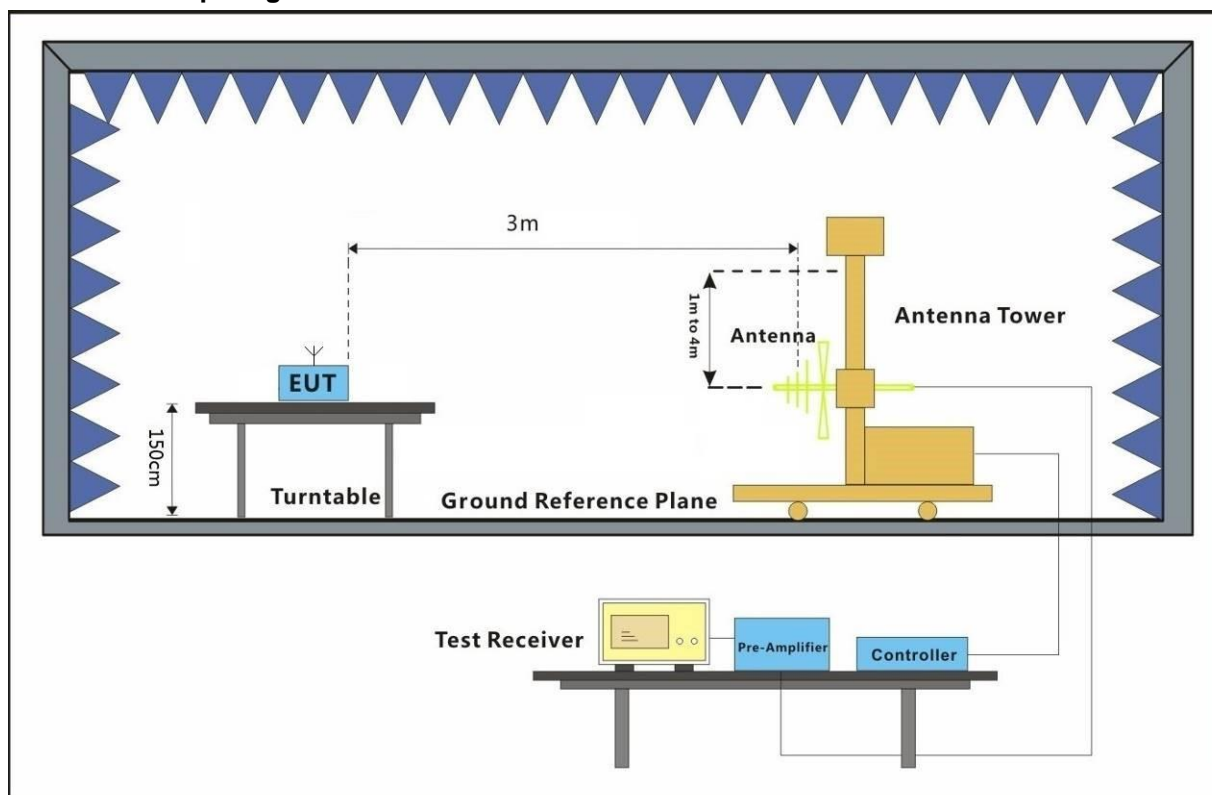 3m
1m to 4m
Antenna
Antenna Tower
EUT
150cm
Turntable
Ground Reference Plane
Test Receiver
Pre-Amplifier
Controller